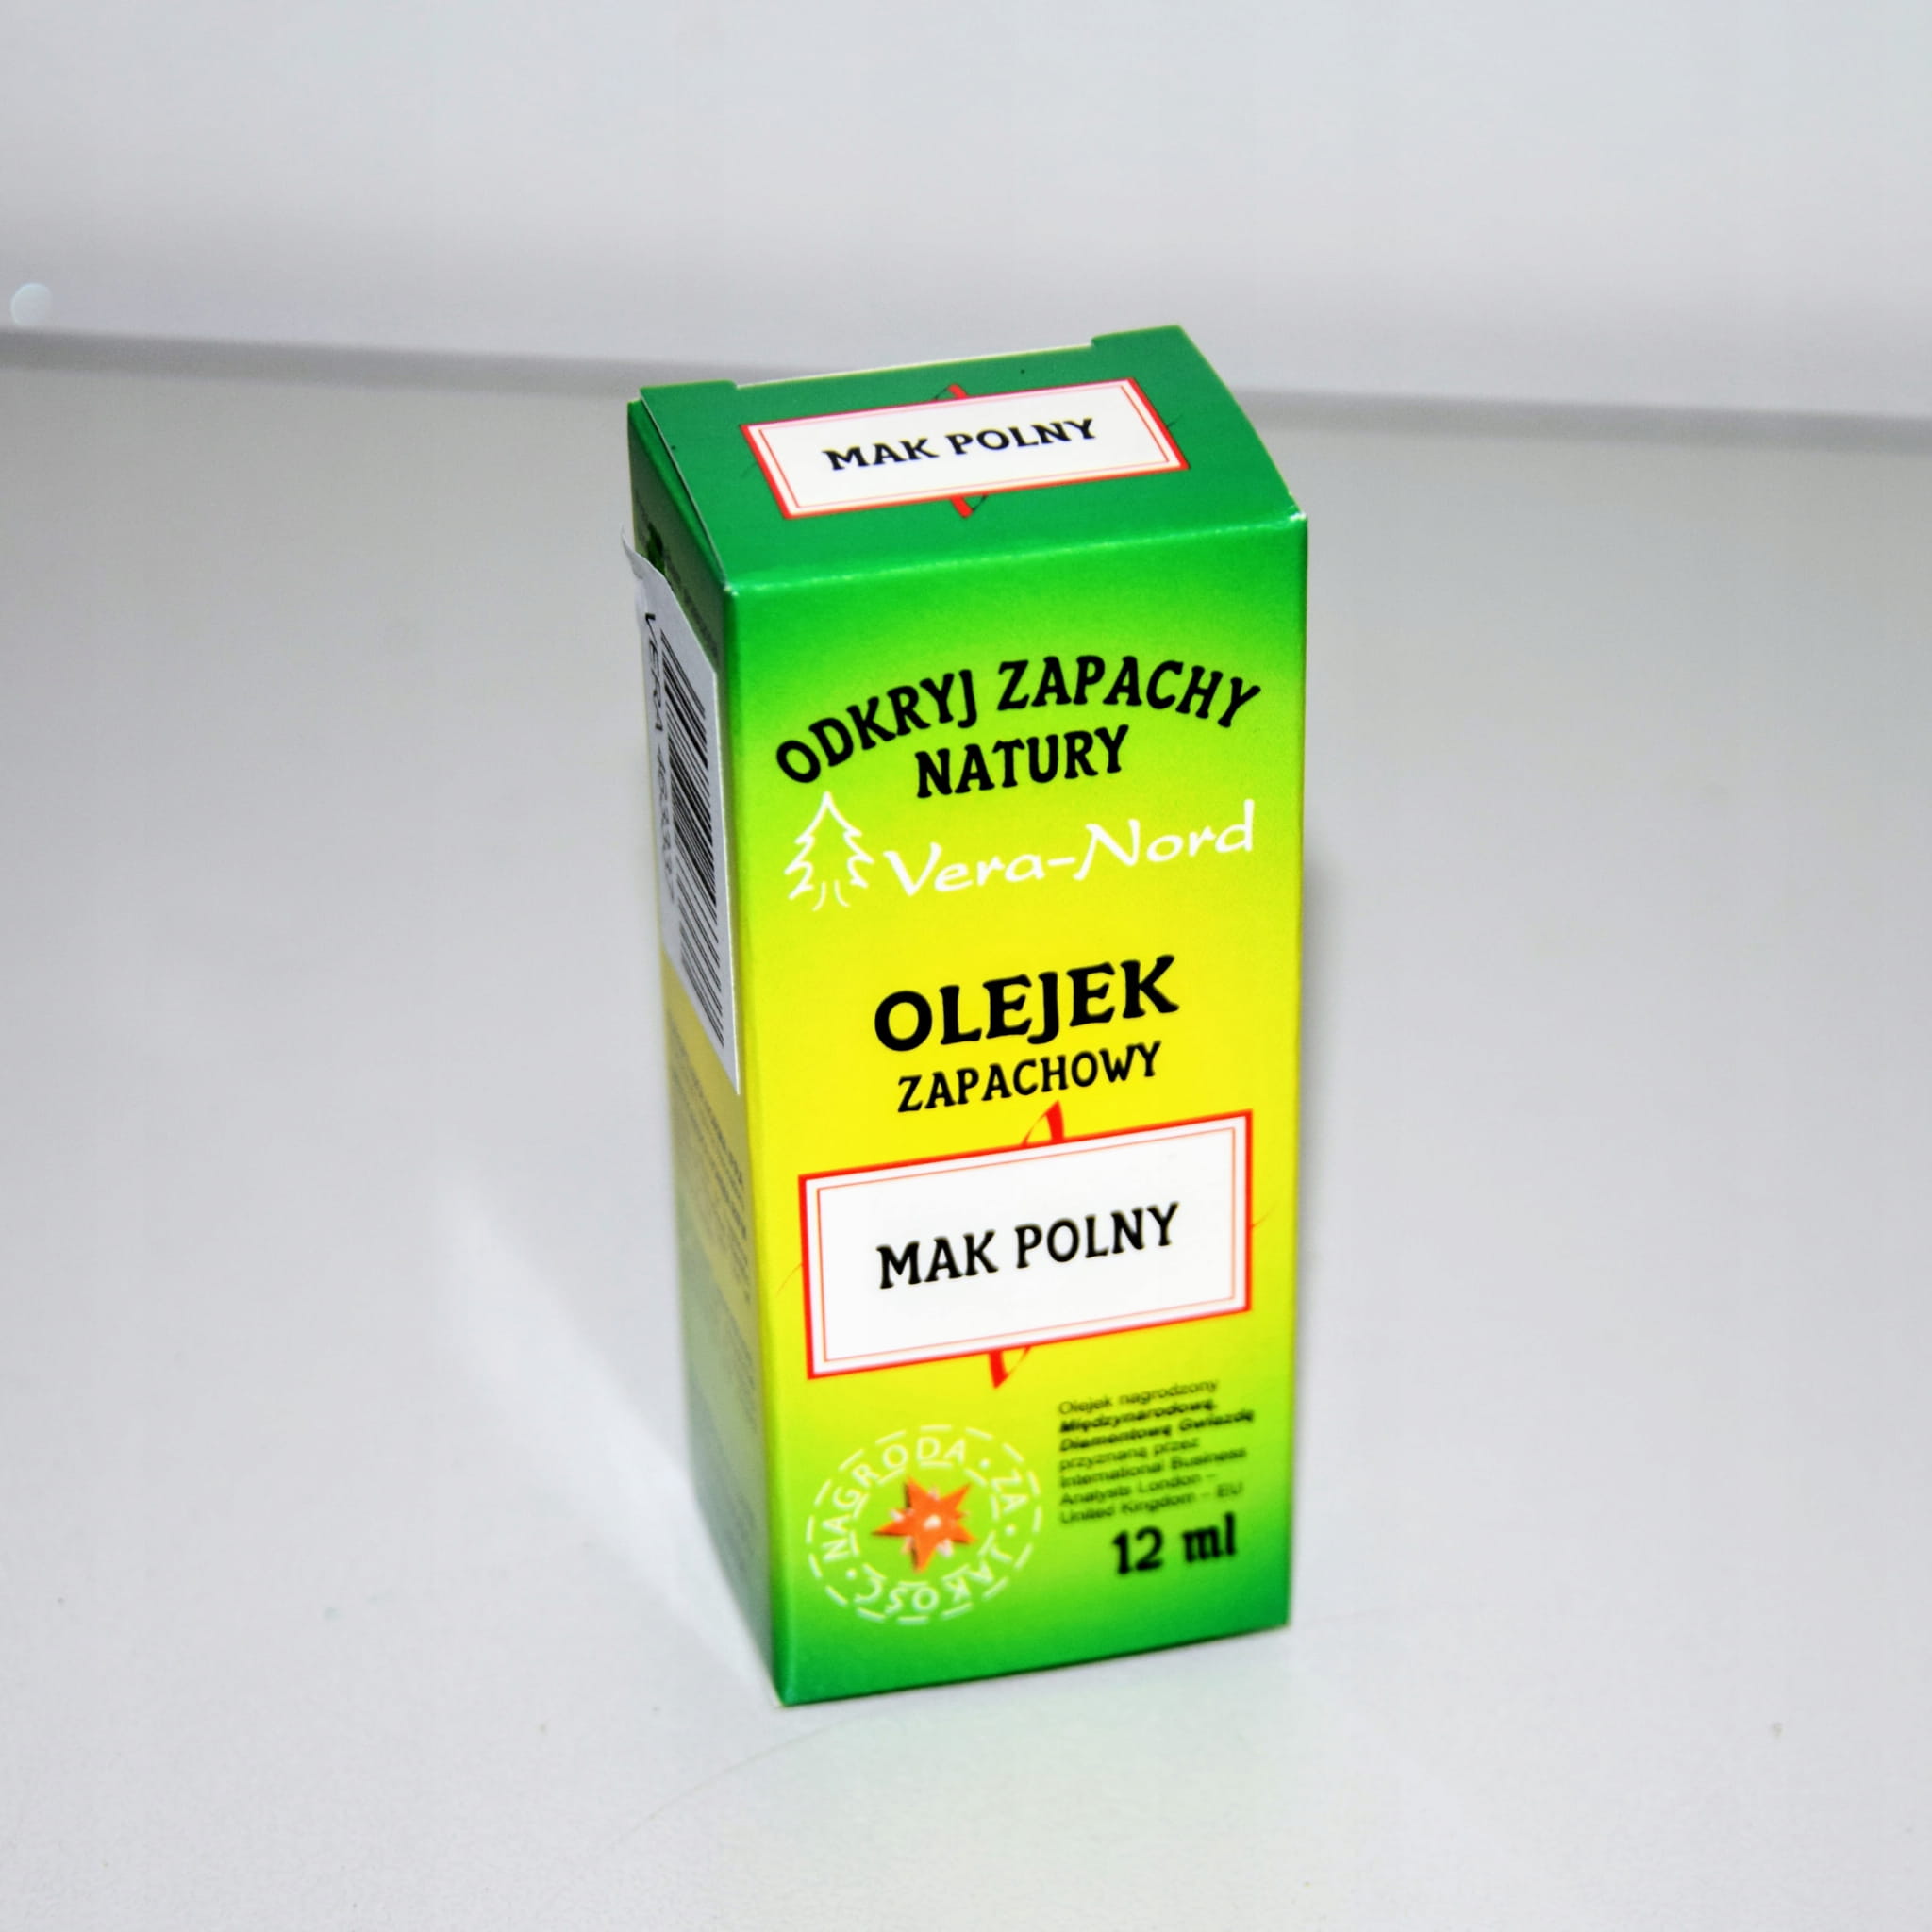 MAK POLNY
ODKRYJ ZAPACHY
NATURY
Vera-Nord
OLEJEK
ZAPACHOWY
MAK POLNY
Olejek nagrodzony
Międzynarodową,
Diamentową Gwiazdą
przyznaną przez
International Business
Analysts London –
United Kingdom – EU
12 ml
NAGRODA · ZA · JAKOŚĆ ·